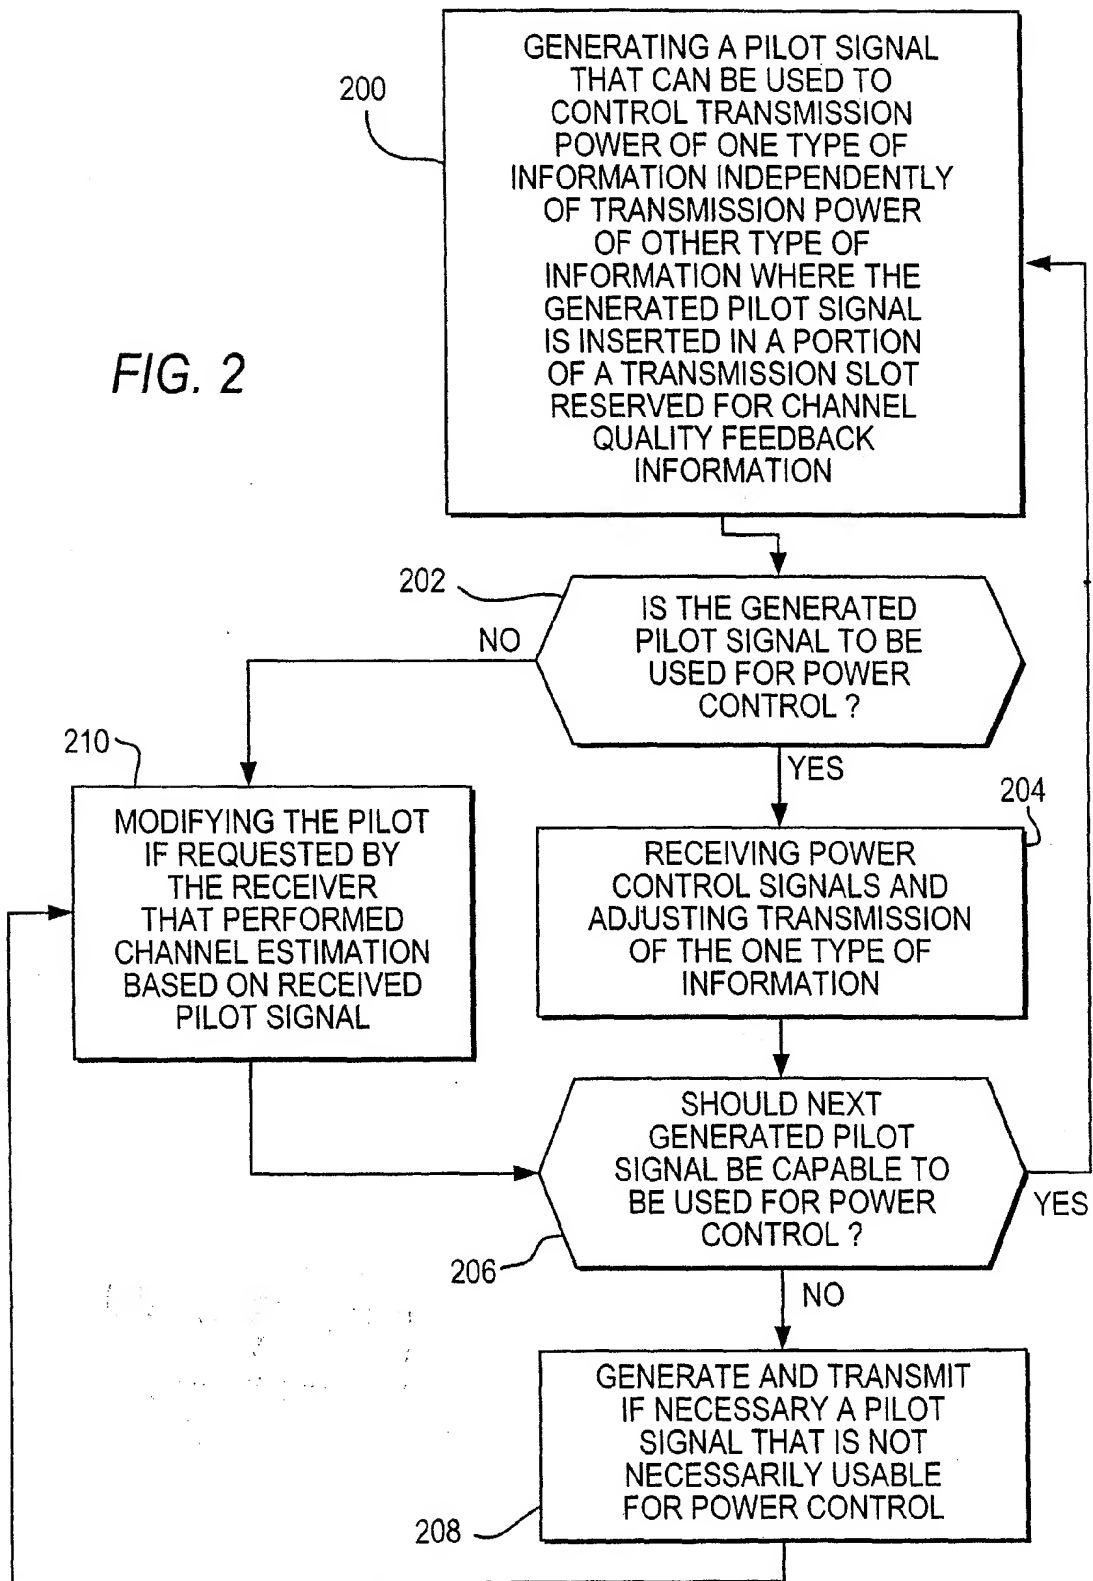 200
GENERATING A PILOT SIGNAL
THAT CAN BE USED TO
CONTROL TRANSMISSION
POWER OF ONE TYPE OF
INFORMATION INDEPENDENTLY
OF TRANSMISSION POWER
OF OTHER TYPE OF
INFORMATION WHERE THE
GENERATED PILOT SIGNAL
IS INSERTED IN A PORTION
OF A TRANSMISSION SLOT
RESERVED FOR CHANNEL
QUALITY FEEDBACK
INFORMATION
FIG. 2
202
IS THE GENERATED
PILOT SIGNAL TO BE
USED FOR POWER
CONTROL ?
NO
YES
210
MODIFYING THE PILOT
IF REQUESTED BY
THE RECEIVER
THAT PERFORMED
CHANNEL ESTIMATION
BASED ON RECEIVED
PILOT SIGNAL
204
RECEIVING POWER
CONTROL SIGNALS AND
ADJUSTING TRANSMISSION
OF THE ONE TYPE OF
INFORMATION
SHOULD NEXT
GENERATED PILOT
SIGNAL BE CAPABLE TO
BE USED FOR POWER
CONTROL ?
YES
206
NO
GENERATE AND TRANSMIT
IF NECESSARY A PILOT
SIGNAL THAT IS NOT
NECESSARILY USABLE
FOR POWER CONTROL
208